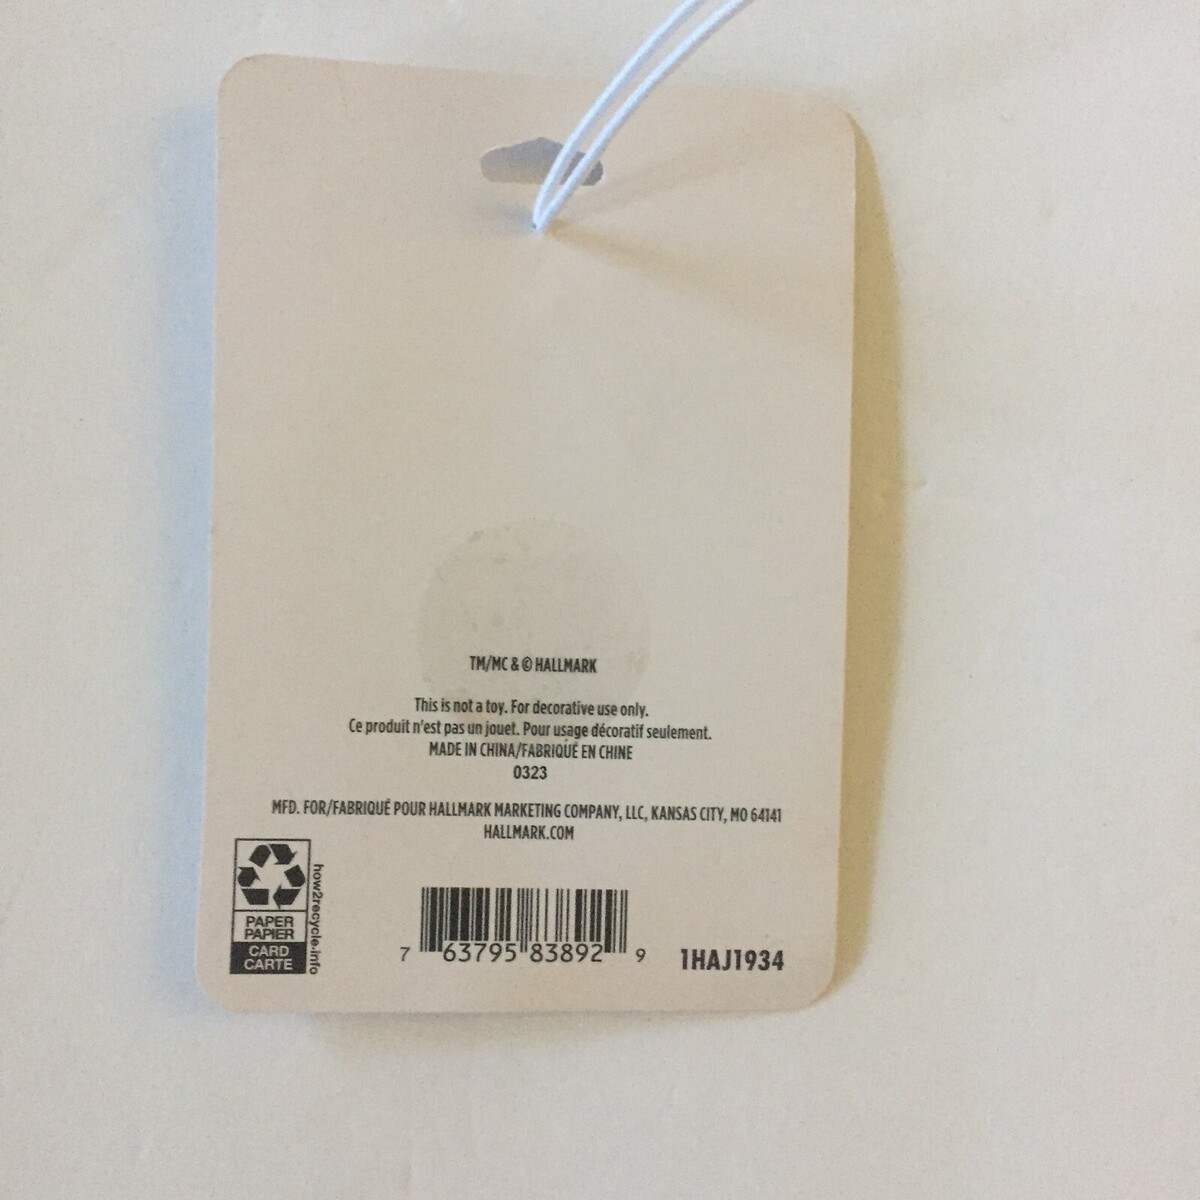 TM/MC & © HALLMARK
This is not a toy. For decorative use only.
Ce produit n'est pas un jouet. Pour usage décoratif seulement.
MADE IN CHINA/FABRIQUÉ EN CHINE
0323
MFD. FOR/FABRIQUÉ POUR HALLMARK MARKETING COMPANY, LLC, KANSAS CITY, MO 64141
HALLMARK.COM
PAPER
PAPIER
CARD
CARTE
how2recycle.info
7 63795 83892 9
1HAJ1934